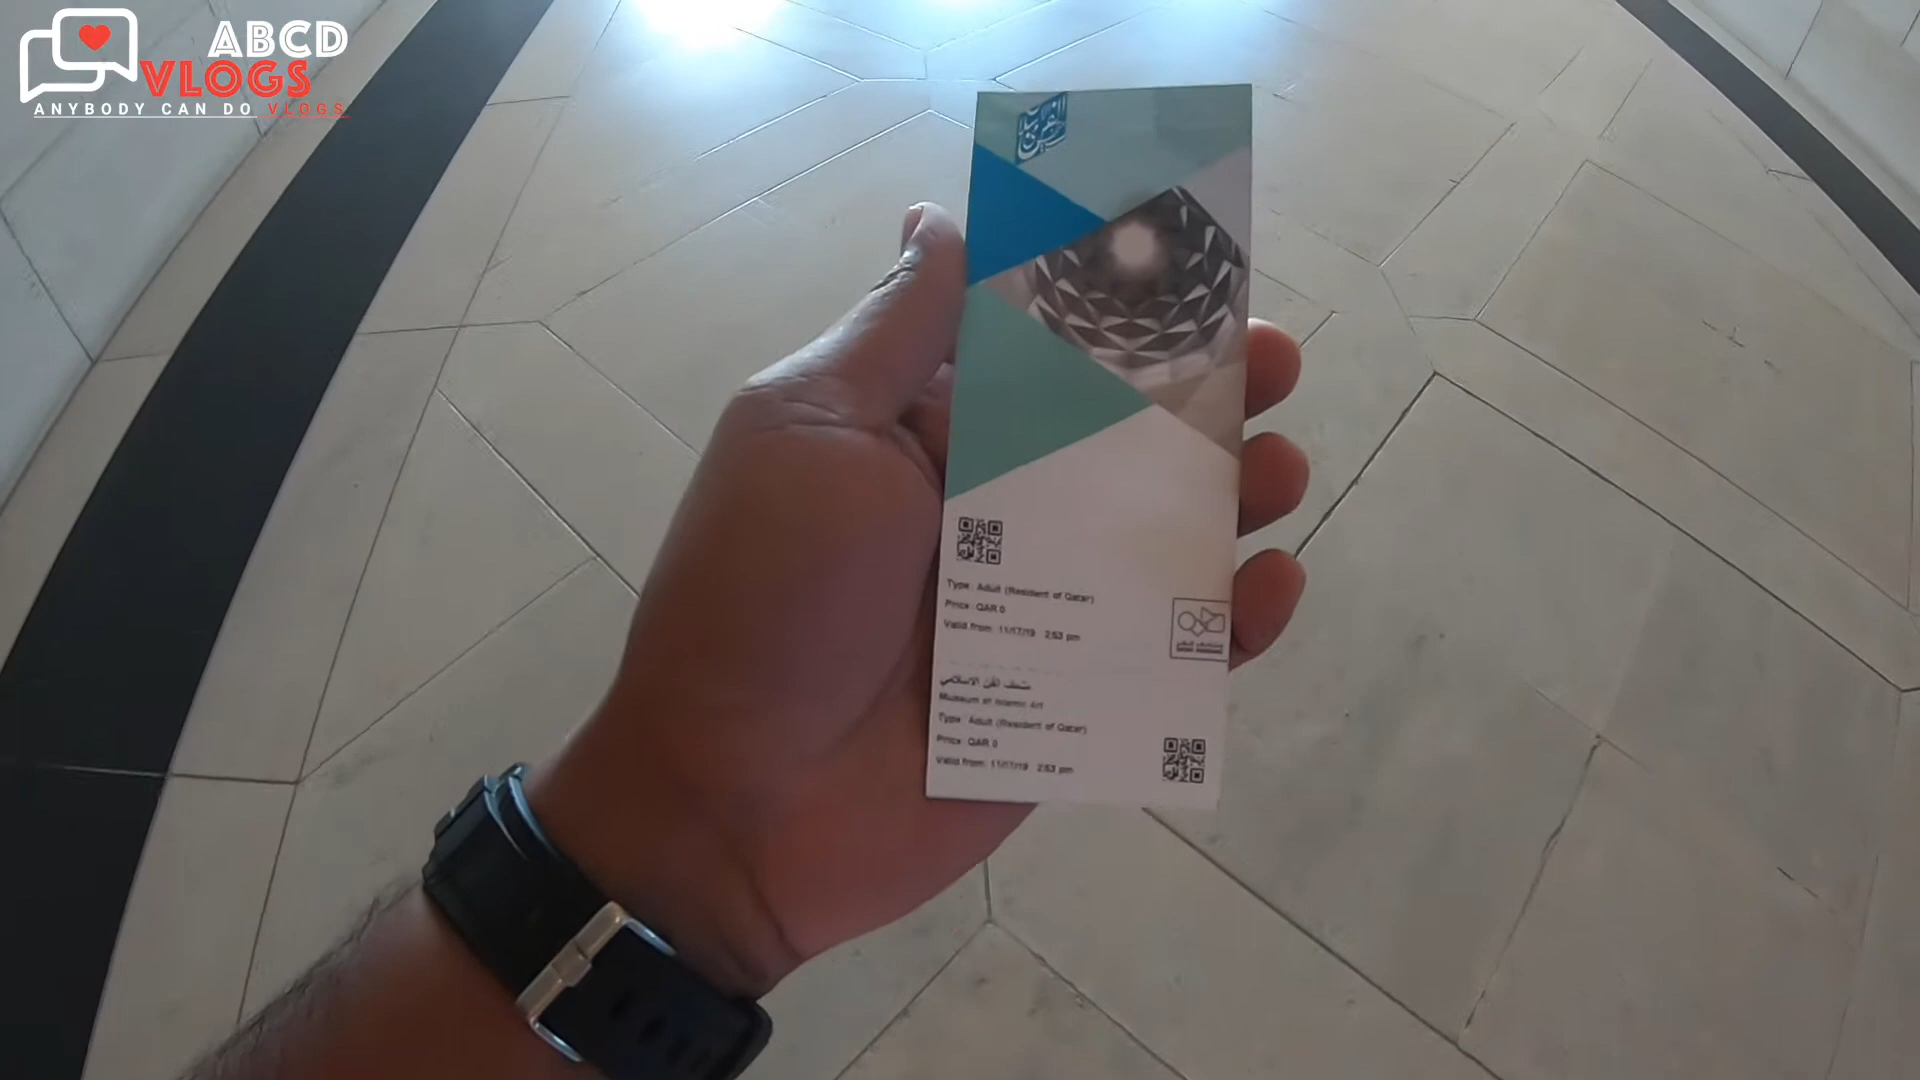 ABCD
VLOGS
ANYBODY CAN DO VLOGS
Type: Adult (Resident of Qatar)
Price: QAR 0
Valid from: 11/17/19 2:53 pm
متحف الفن الإسلامي
Museum of Islamic Art
Type: Adult (Resident of Qatar)
Price: QAR 0
Valid from: 11/17/19 2:53 pm